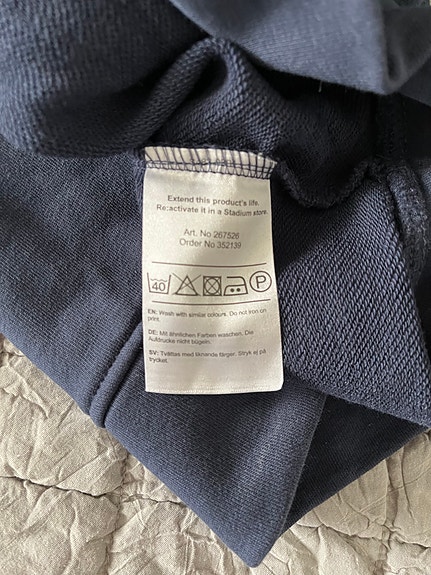 Extend this product's life.
Re:activate it in a Stadium store.
Art. No 267526
Order No 352139
40 P
EN: Wash with similar colours. Do not iron on
print.
DE: Mit ähnlichen Farben waschen. Die
Aufdrucke nicht bügeln.
SV: Tvättas med liknande färger. Stryk ej på
trycket.